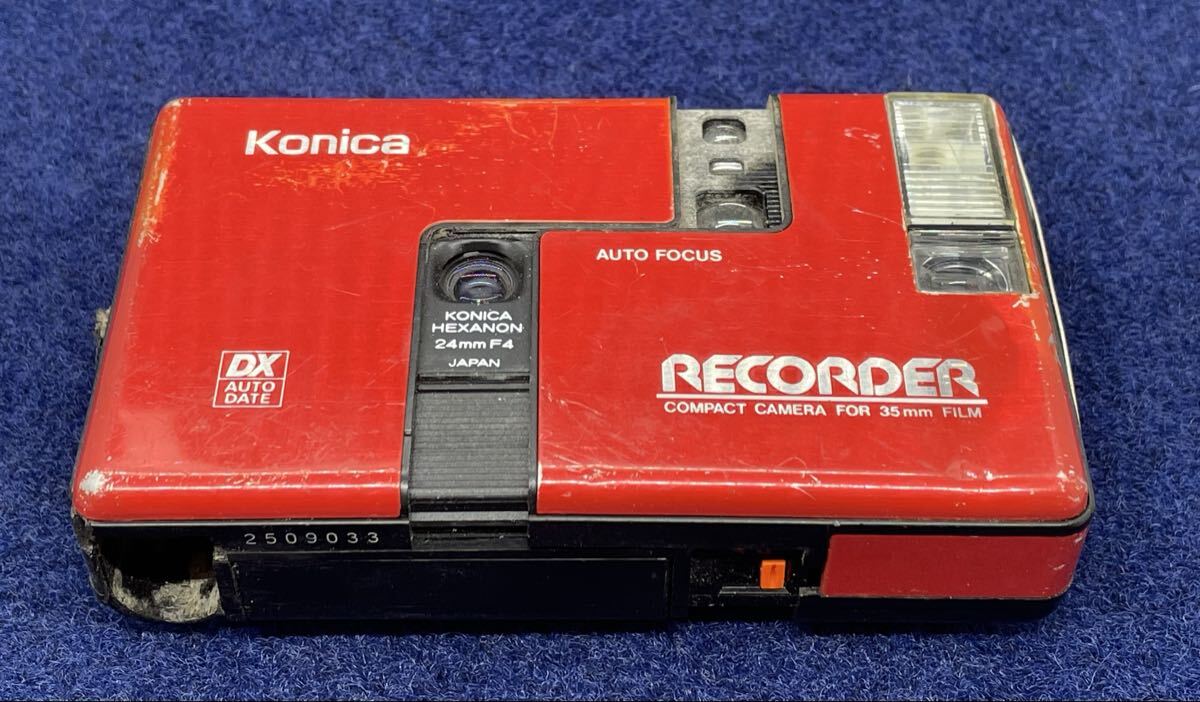 Konica
AUTO FOCUS
KONICA
HEXANON
24mm F4
JAPAN
DX
AUTO
DATE
RECORDER
COMPACT CAMERA FOR 35mm FILM
2509033